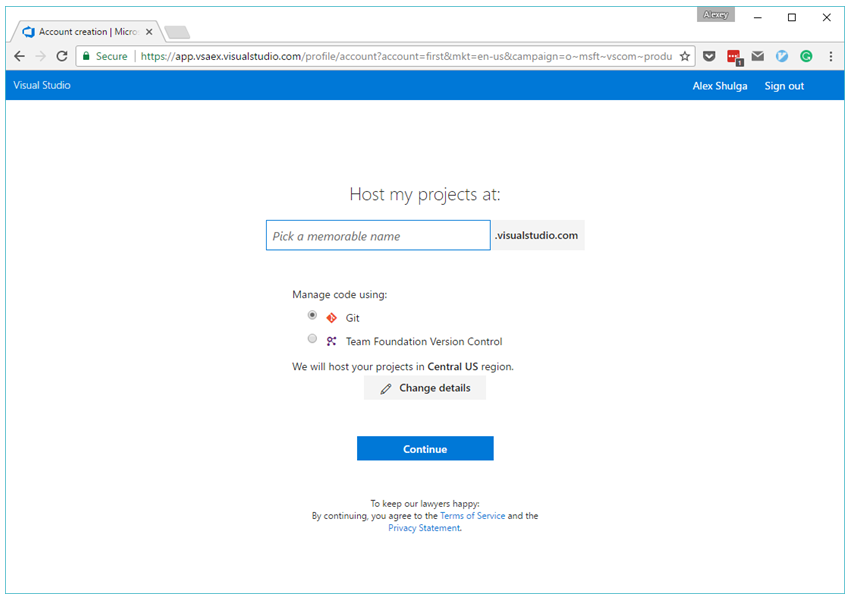 Alexey
Account creation | Micro
Secure
https://app.vsaex.visualstudio.com/profile/account?account=first&mkt=en-us&campaign=o~msft~vscom~produ
1
Visual Studio
Alex Shulga
Sign out
Host my projects at:
Pick a memorable name
.visualstudio.com
Manage code using:
Git
Team Foundation Version Control
We will host your projects in Central US region.
Change details
Continue
To keep our lawyers happy:
By continuing, you agree to the Terms of Service and the
Privacy Statement.